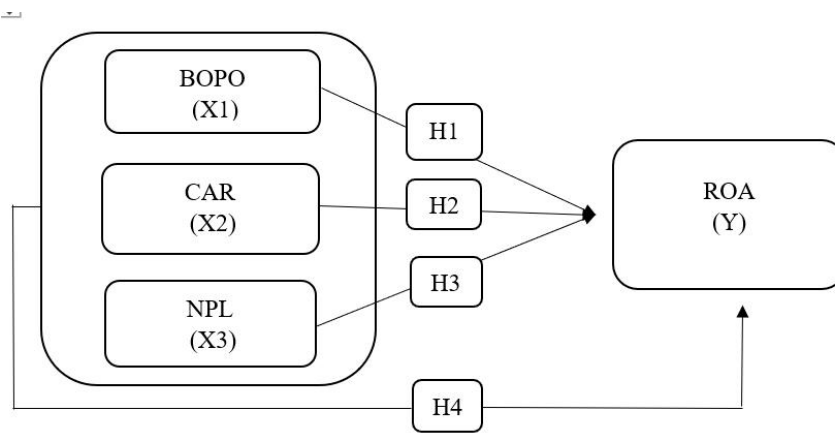 BOPO
(X1)
H1
CAR
(X2)
H2
ROA
(Y)
NPL
(X3)
H3
H4